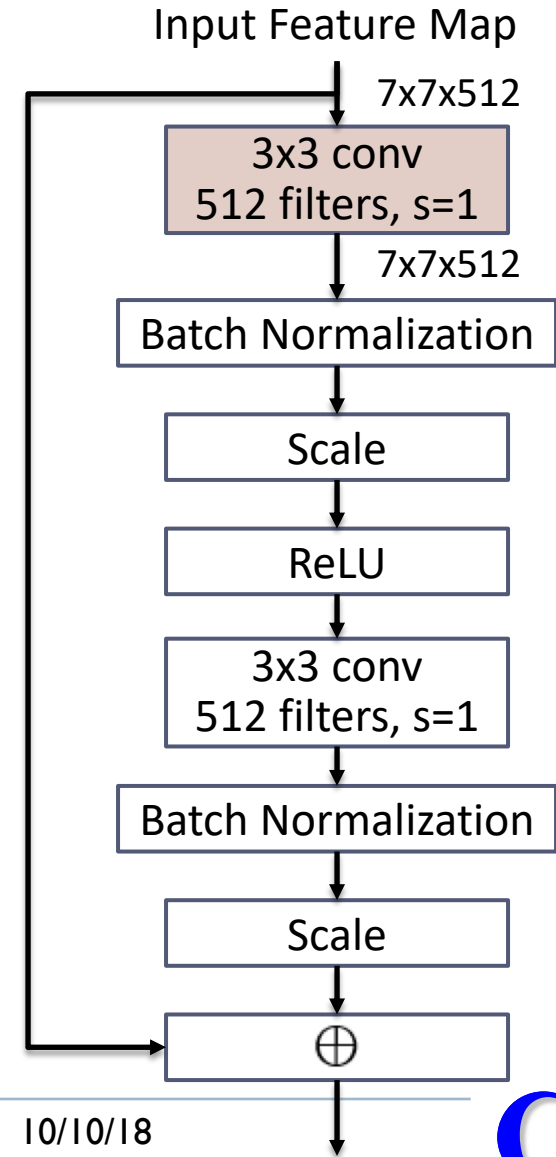 Input Feature Map
7x7x512
3x3 conv
512 filters, s=1
7x7x512
Batch Normalization
Scale
ReLU
3x3 conv
512 filters, s=1
Batch Normalization
Scale
⊕
10/10/18